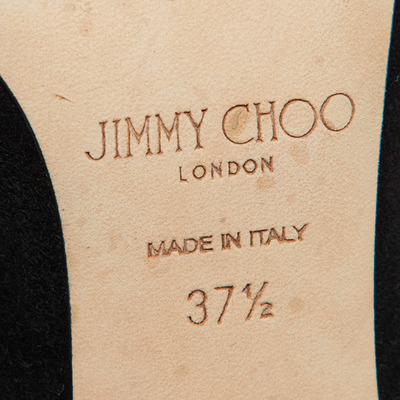 JIMMY CHOO
LONDON
MADE IN ITALY
37½